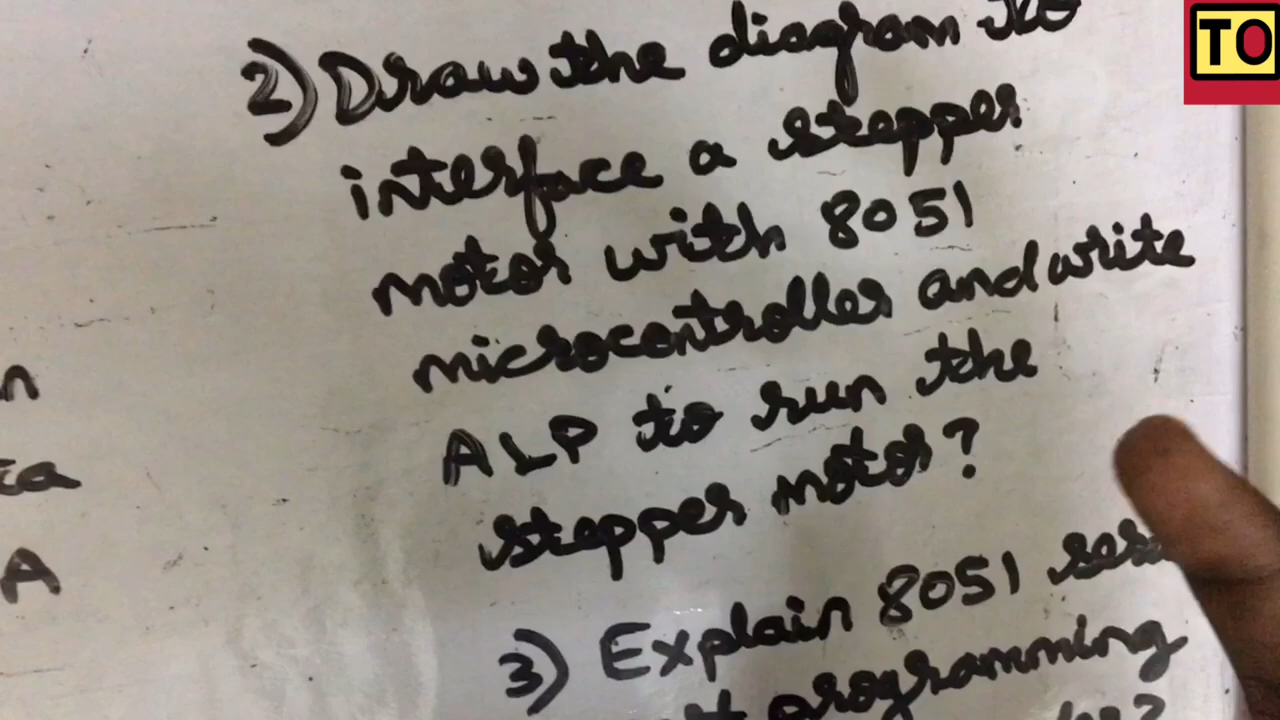 TO
2) Draw the diagram to
interface a stepper
motor with 8051
microcontroller and write
ALP to run the
stepper motor?
3) Explain 8051
programming
n
A